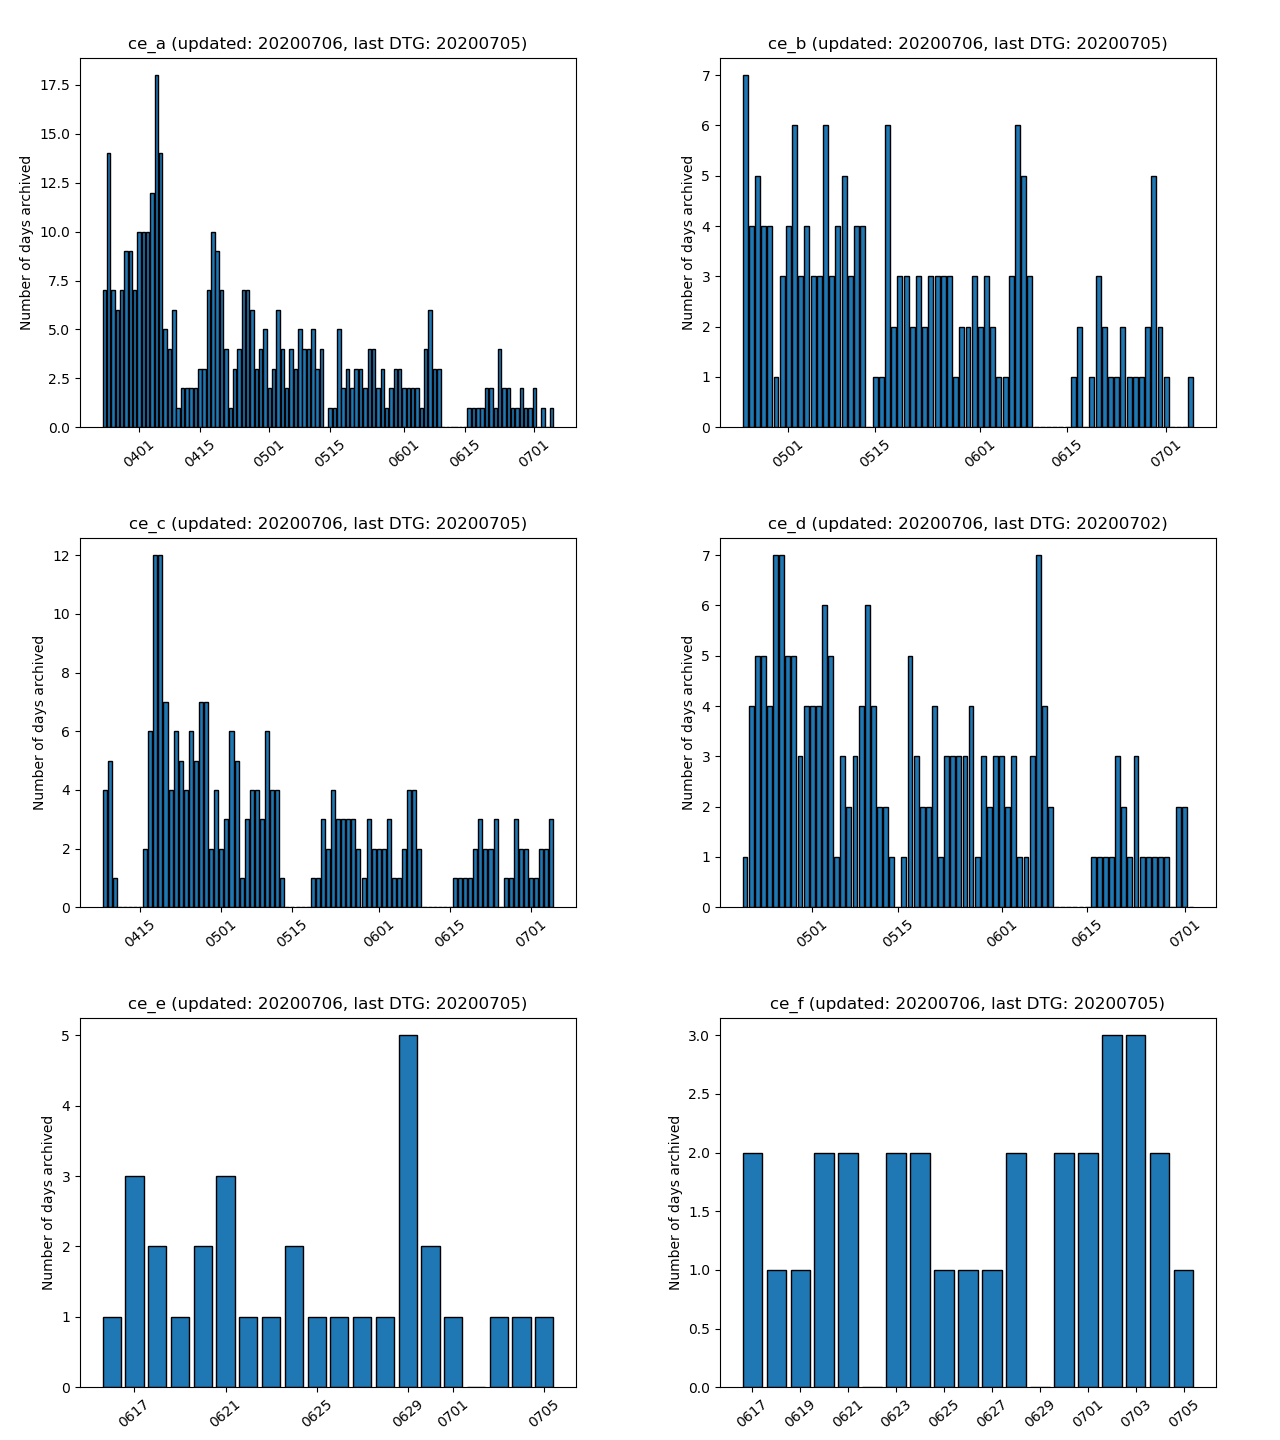 ce_a (updated: 20200706, last DTG: 20200705)
Number of days archived
17.5
15.0
12.5
10.0
7.5
5.0
2.5
0.0
0401 0415 0501 0515 0601 0615 0701
ce_b (updated: 20200706, last DTG: 20200705)
Number of days archived
7
6
5
4
3
2
1
0
0501 0515 0601 0615 0701
ce_c (updated: 20200706, last DTG: 20200705)
Number of days archived
12
10
8
6
4
2
0
0415 0501 0515 0601 0615 0701
ce_d (updated: 20200706, last DTG: 20200702)
Number of days archived
7
6
5
4
3
2
1
0
0501 0515 0601 0615 0701
ce_e (updated: 20200706, last DTG: 20200705)
Number of days archived
5
4
3
2
1
0
0617 0621 0625 0629 0701 0705
ce_f (updated: 20200706, last DTG: 20200705)
Number of days archived
3.0
2.5
2.0
1.5
1.0
0.5
0.0
0617 0619 0621 0623 0625 0627 0629 0701 0703 0705